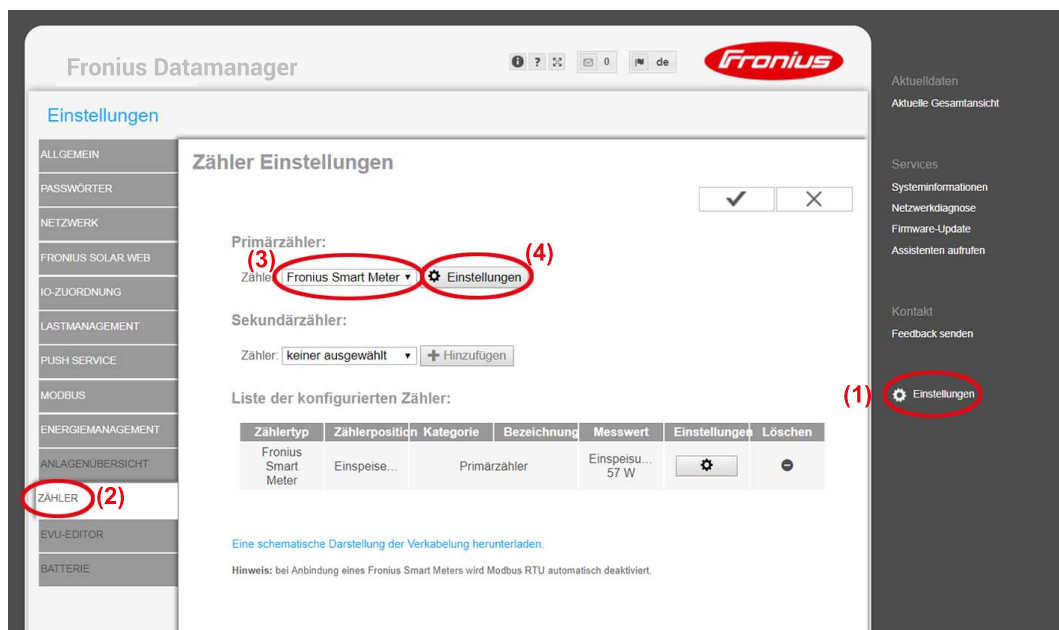 Fronius Datamanager
i ? 0 de
Fronius
Einstellungen
ALLGEMEIN
PASSWÖRTER
NETZWERK
FRONIUS SOLAR WEB
IO-ZUORDNUNG
LASTMANAGEMENT
PUSH SERVICE
MODBUS
ENERGIEMANAGEMENT
ANLAGENÜBERSICHT
ZÄHLER (2)
EVU-EDITOR
BATTERIE
Zähler Einstellungen
Primärzähler:
(3) (4)
Zähler: Fronius Smart Meter Einstellungen
Sekundärzähler:
Zähler: keiner ausgewählt Hinzufügen
Liste der konfigurierten Zähler:
Zählertyp Zählerposition Kategorie Bezeichnung Messwert Einstellungen Löschen
Fronius
Smart
Meter
Einspeise...
Primärzähler
Einspeisu...
57 W
Eine schematische Darstellung der Verkabelung herunterladen.
Hinweis: bei Anbindung eines Fronius Smart Meters wird Modbus RTU automatisch deaktiviert.
Aktuelldaten
Aktuelle Gesamtansicht
Services
Systeminformationen
Netzwerkdiagnose
Firmware-Update
Assistenten aufrufen
Kontakt
Feedback senden
(1) Einstellungen